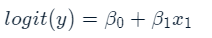 logit(y) = β0 + β1x1